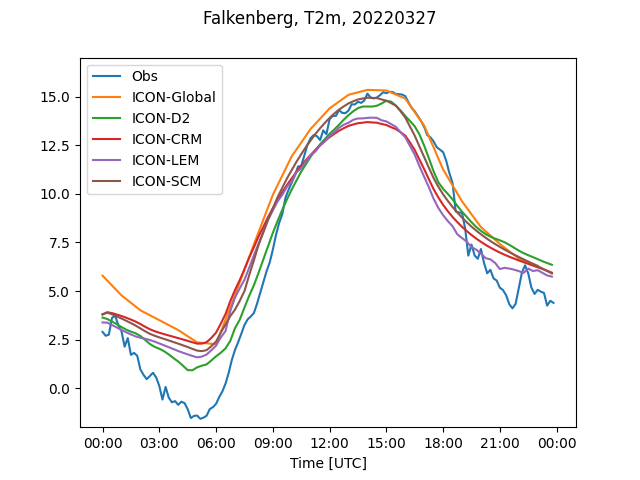 Falkenberg, T2m, 20220327
Obs
ICON-Global
ICON-D2
ICON-CRM
ICON-LEM
ICON-SCM
15.0
12.5
10.0
7.5
5.0
2.5
0.0
00:00 03:00 06:00 09:00 12:00 15:00 18:00 21:00 00:00
Time [UTC]